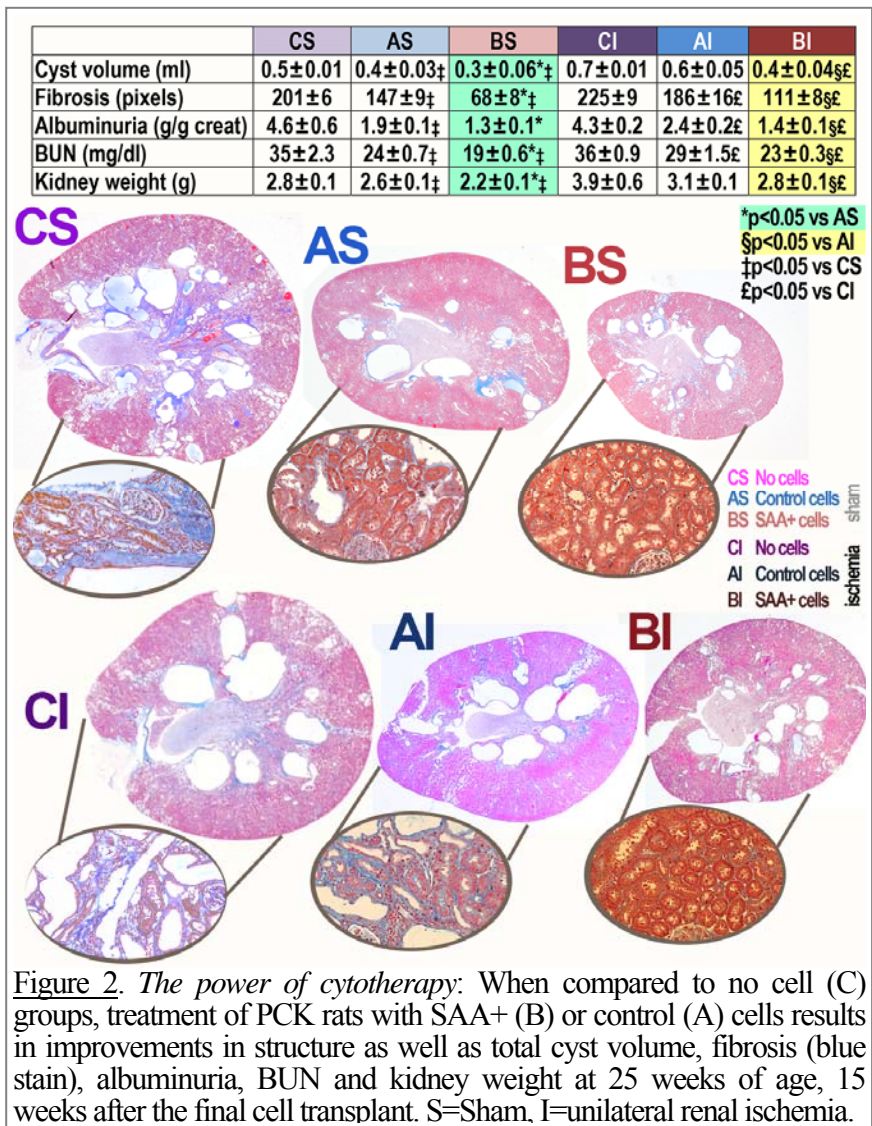 CS AS BS CI AI BI
Cyst volume (ml) 0.5±0.01 0.4±0.03‡ 0.3±0.06*‡ 0.7±0.01 0.6±0.05 0.4±0.04§£
Fibrosis (pixels) 201±6 147±9‡ 68±8*‡ 225±9 186±16£ 111±8§£
Albuminuria (g/g creat) 4.6±0.6 1.9±0.1‡ 1.3±0.1* 4.3±0.2 2.4±0.2£ 1.4±0.1§£
BUN (mg/dl) 35±2.3 24±0.7‡ 19±0.6*‡ 36±0.9 29±1.5£ 23±0.3§£
Kidney weight (g) 2.8±0.1 2.6±0.1‡ 2.2±0.1*‡ 3.9±0.6 3.1±0.1 2.8±0.1§£
CS
AS
BS
*p<0.05 vs AS
§p<0.05 vs AI
‡p<0.05 vs CS
£p<0.05 vs CI
CS No cells
AS Control cells
BS SAA+ cells
sham
CI No cells
AI Control cells
BI SAA+ cells
ischemia
CI
AI
BI
Figure 2. The power of cytotherapy: When compared to no cell (C)
groups, treatment of PCK rats with SAA+ (B) or control (A) cells results
in improvements in structure as well as total cyst volume, fibrosis (blue
stain), albuminuria, BUN and kidney weight at 25 weeks of age, 15
weeks after the final cell transplant. S=Sham, I=unilateral renal ischemia.